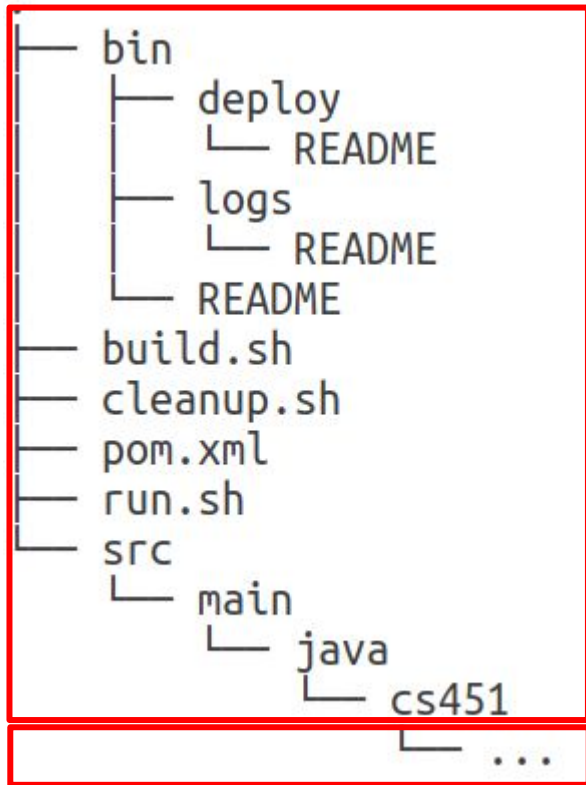 ├── bin
│   ├── deploy
│   │   └── README
│   ├── logs
│   │   └── README
│   └── README
├── build.sh
├── cleanup.sh
├── pom.xml
├── run.sh
└── src
    └── main
        └── java
            └── cs451
                └── ...